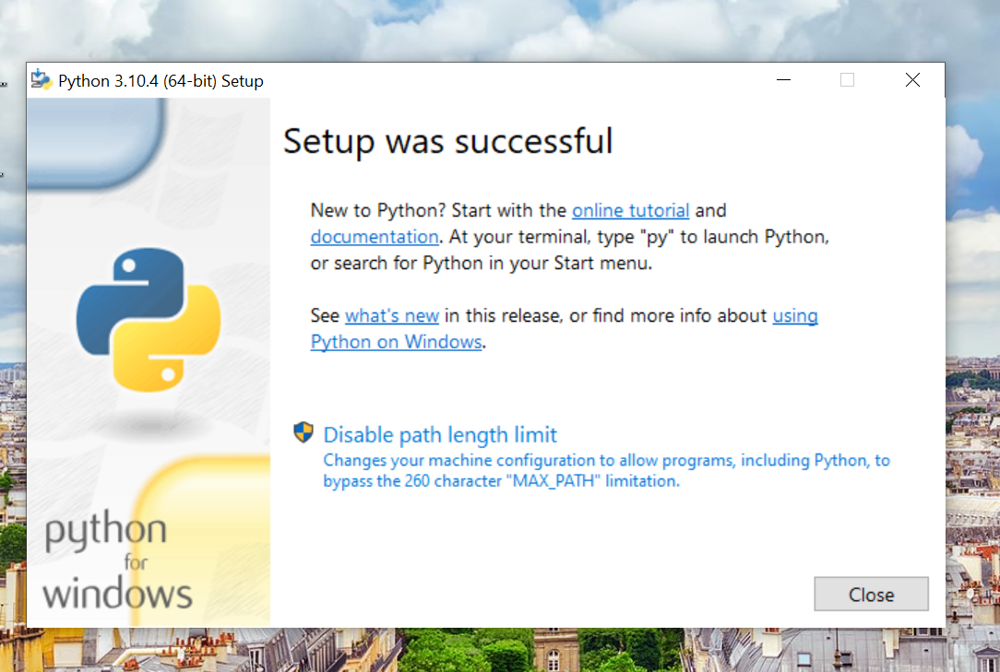 Python 3.10.4 (64-bit) Setup
Setup was successful
New to Python? Start with the online tutorial and
documentation. At your terminal, type "py" to launch Python,
or search for Python in your Start menu.
See what's new in this release, or find more info about using
Python on Windows.
Disable path length limit
Changes your machine configuration to allow programs, including Python, to
bypass the 260 character "MAX_PATH" limitation.
python
for
windows
Close